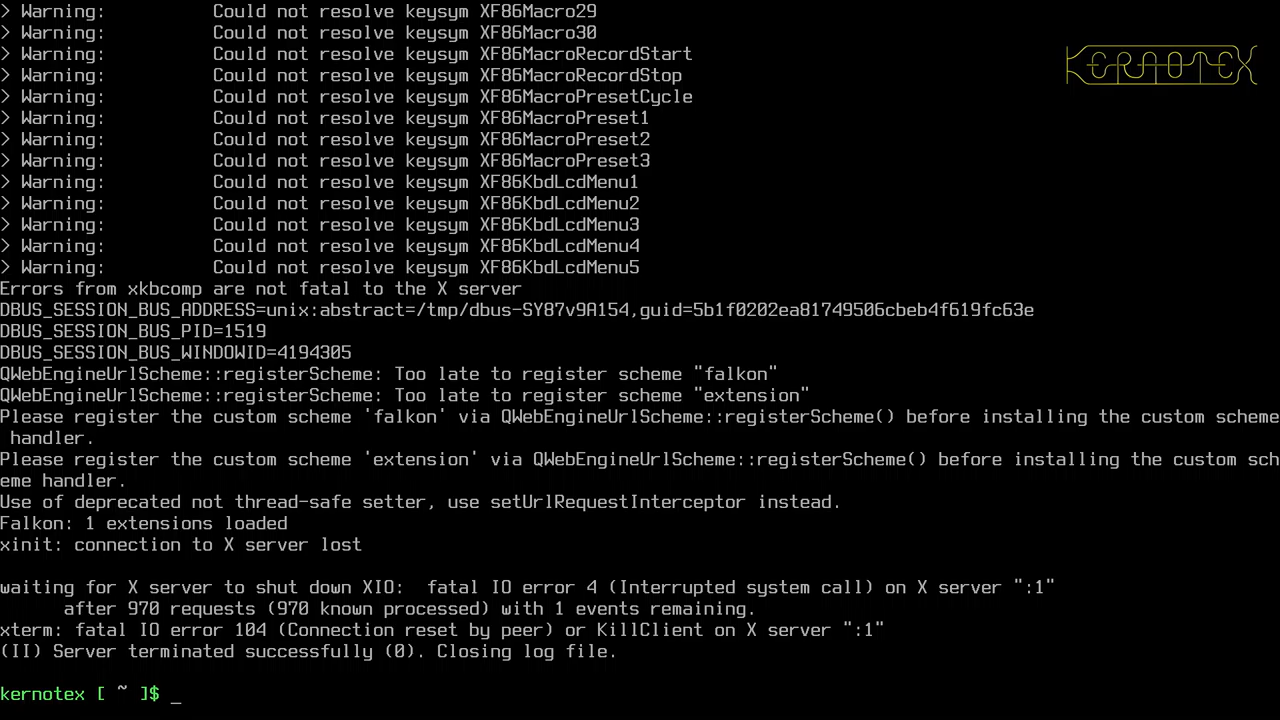 > Warning:          Could not resolve keysym XF86Macro29
> Warning:          Could not resolve keysym XF86Macro30
> Warning:          Could not resolve keysym XF86MacroRecordStart
> Warning:          Could not resolve keysym XF86MacroRecordStop
> Warning:          Could not resolve keysym XF86MacroPresetCycle
> Warning:          Could not resolve keysym XF86MacroPreset1
> Warning:          Could not resolve keysym XF86MacroPreset2
> Warning:          Could not resolve keysym XF86MacroPreset3
> Warning:          Could not resolve keysym XF86KbdLcdMenu1
> Warning:          Could not resolve keysym XF86KbdLcdMenu2
> Warning:          Could not resolve keysym XF86KbdLcdMenu3
> Warning:          Could not resolve keysym XF86KbdLcdMenu4
> Warning:          Could not resolve keysym XF86KbdLcdMenu5
KERNOTEX
Errors from xkbcomp are not fatal to the X server
DBUS_SESSION_BUS_ADDRESS=unix:abstract=/tmp/dbus-SY87v9A154,guid=5b1f0202ea81749506cbeb4f619fc63e
DBUS_SESSION_BUS_PID=1519
DBUS_SESSION_BUS_WINDOWID=4194305
QWebEngineUrlScheme::registerScheme: Too late to register scheme "falkon"
QWebEngineUrlScheme::registerScheme: Too late to register scheme "extension"
Please register the custom scheme 'falkon' via QWebEngineUrlScheme::registerScheme() before installing the custom scheme
 handler.
Please register the custom scheme 'extension' via QWebEngineUrlScheme::registerScheme() before installing the custom sch
eme handler.
Use of deprecated not thread-safe setter, use setUrlRequestInterceptor instead.
Falkon: 1 extensions loaded
xinit: connection to X server lost
waiting for X server to shut down XIO:  fatal IO error 4 (Interrupted system call) on X server ":1"
      after 970 requests (970 known processed) with 1 events remaining.
xterm: fatal IO error 104 (Connection reset by peer) or KillClient on X server ":1"
(II) Server terminated successfully (0). Closing log file.
kernotex [ ~ ]$ _